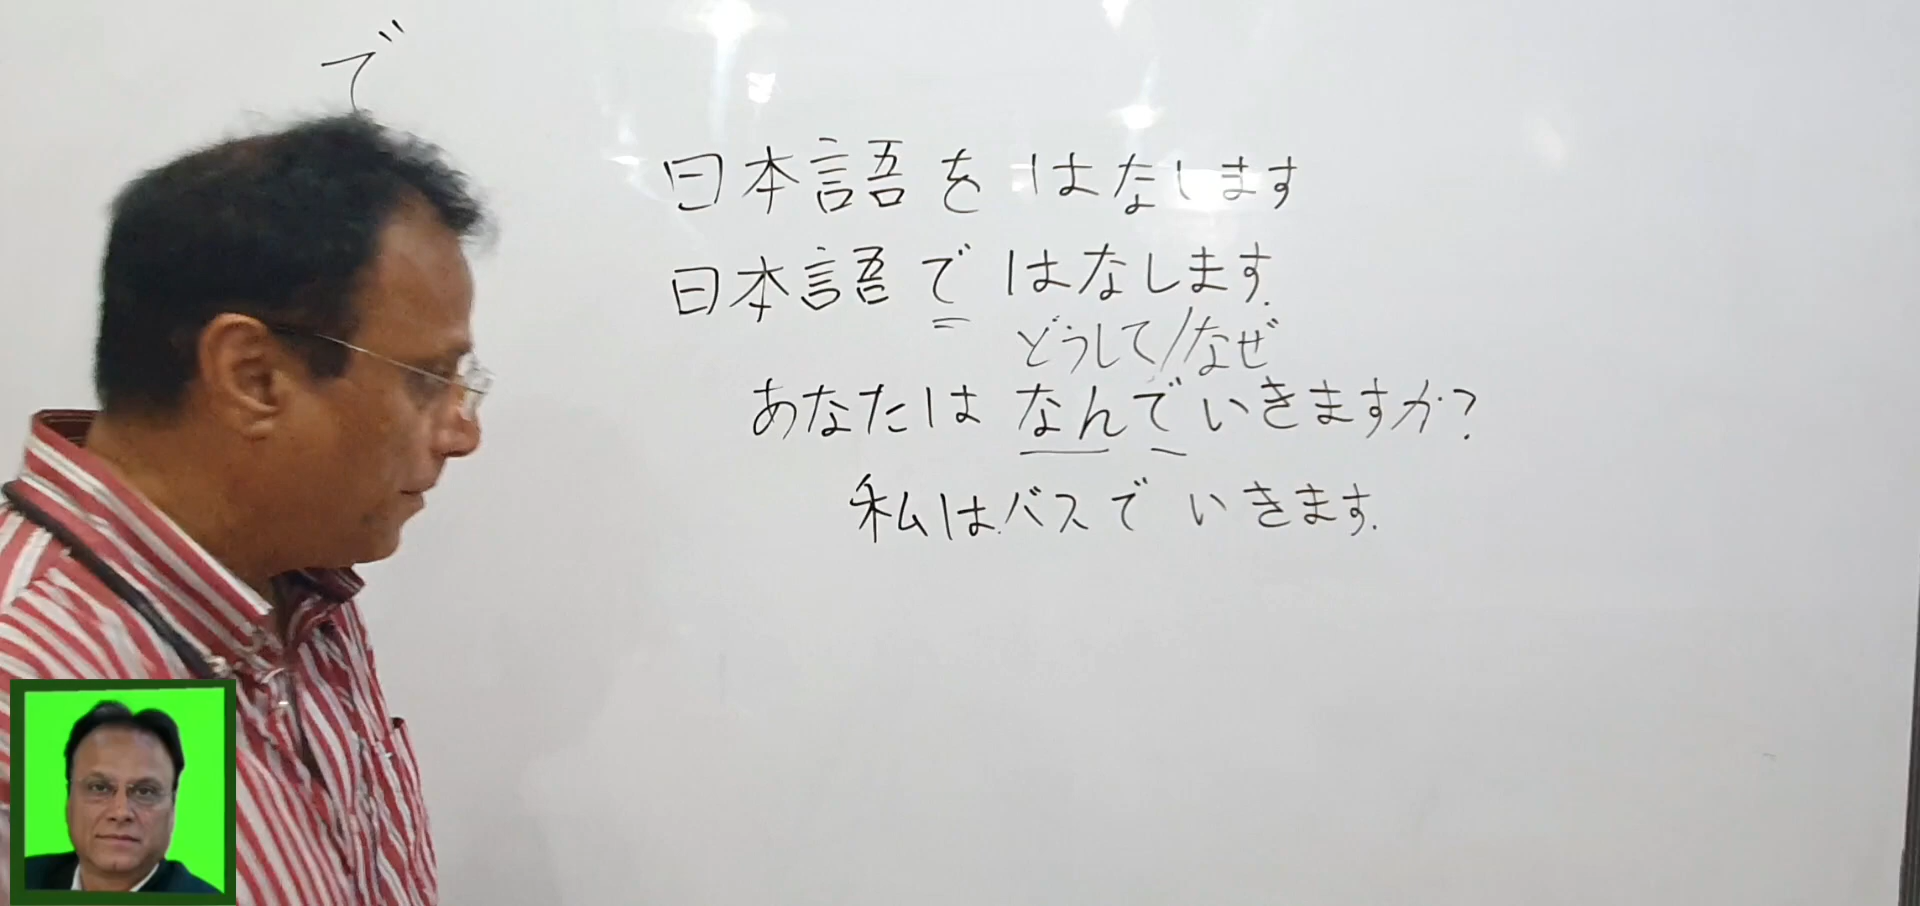 で
日本語をはなします
日本語ではなします.
どうして/なぜ
あなたはなんでいきますか?
私はバスでいきます.